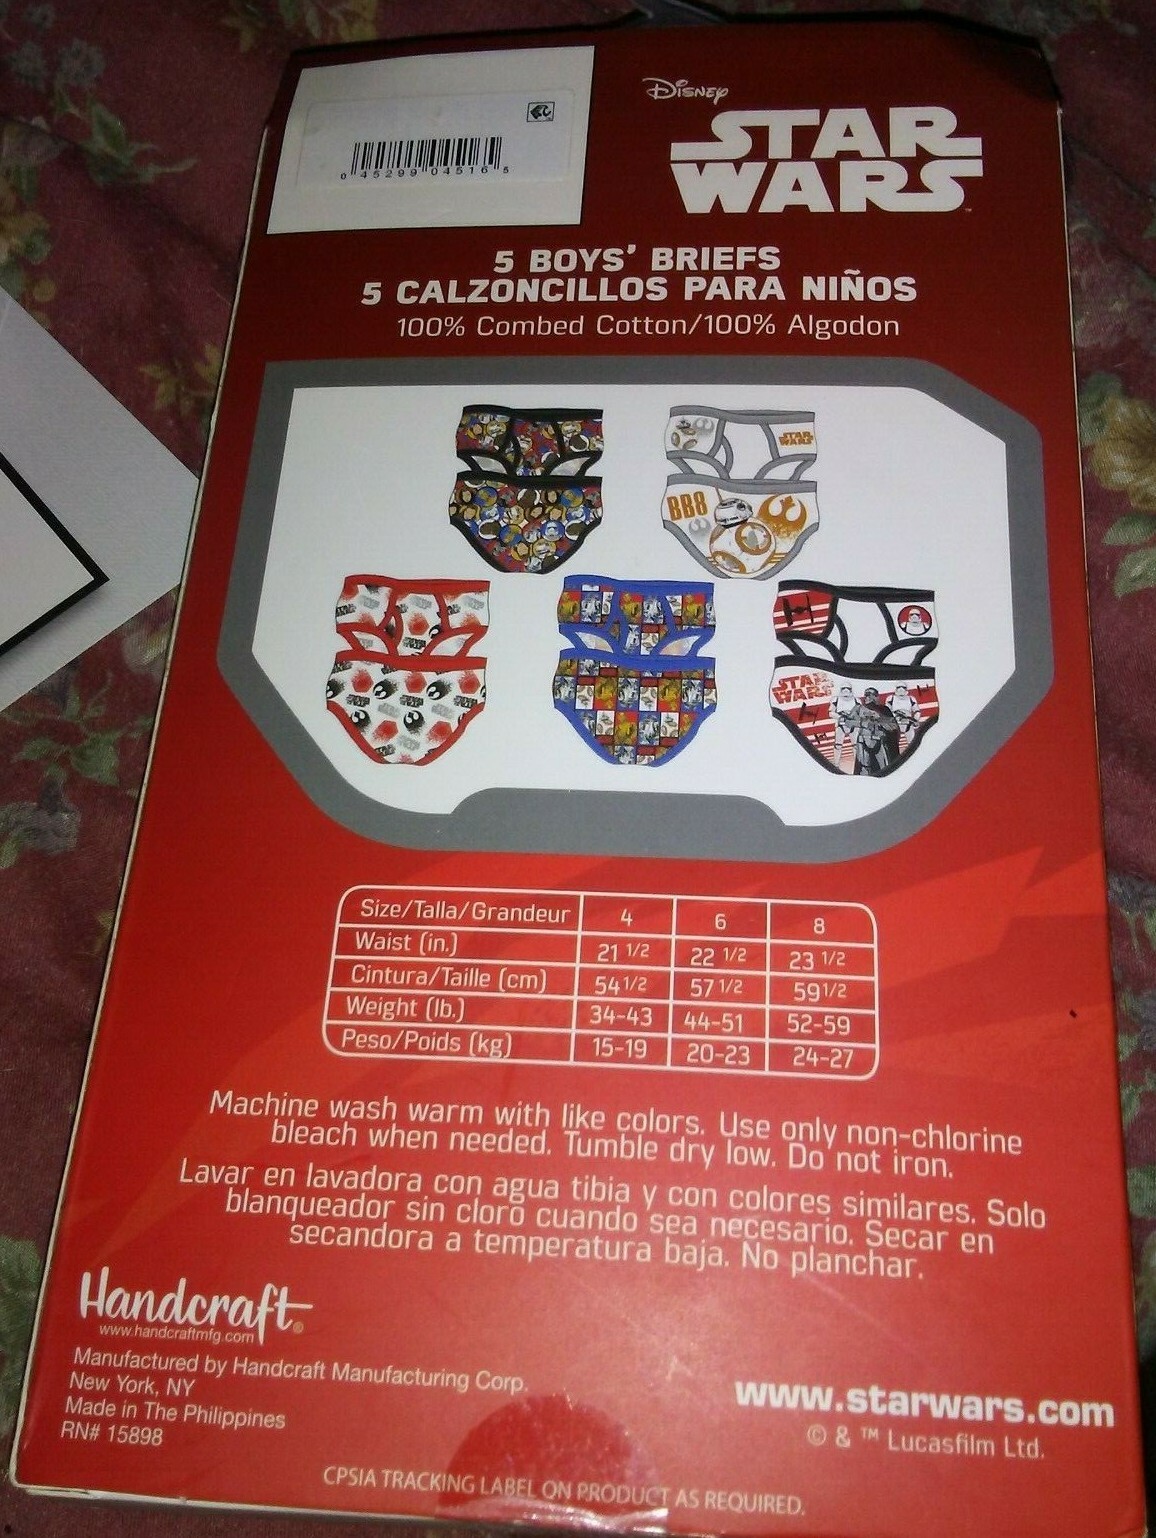 0 45299 04516 5
Disney
STAR
WARS
5 BOYS' BRIEFS
5 CALZONCILLOS PARA NIÑOS
100% Combed Cotton/100% Algodon
STAR
WARS
BB8
STAR
WARS
Size/Talla/Grandeur 4 6 8
Waist (in.) 21 1/2 22 1/2 23 1/2
Cintura/Taille (cm) 54 1/2 57 1/2 59 1/2
Weight (lb.) 34-43 44-51 52-59
Peso/Poids (kg) 15-19 20-23 24-27
Machine wash warm with like colors. Use only non-chlorine
bleach when needed. Tumble dry low. Do not iron.
Lavar en lavadora con agua tibia y con colores similares. Solo
blanqueador sin cloro cuando sea necesario. Secar en
secandora a temperatura baja. No planchar.
Handcraft®
www.handcraftmfg.com
Manufactured by Handcraft Manufacturing Corp.
New York, NY
Made in The Philippines
RN# 15898
www.starwars.com
© & ™ Lucasfilm Ltd.
CPSIA TRACKING LABEL ON PRODUCT AS REQUIRED.